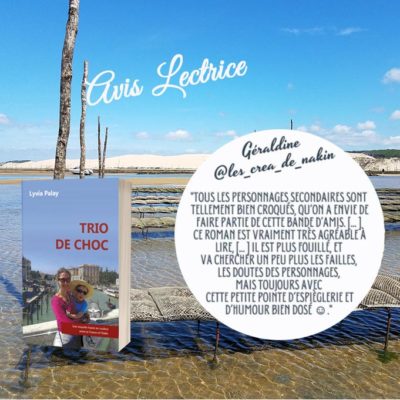 Avis Lectrice
Géraldine
@les_crea_de_nakin
"TOUS LES PERSONNAGES SECONDAIRES SONT
TELLEMENT BIEN CROQUÉS, QU'ON A ENVIE DE
FAIRE PARTIE DE CETTE BANDE D'AMIS. [...]
CE ROMAN EST VRAIMENT TRÈS AGRÉABLE À
LIRE, [...] IL EST PLUS FOUILLÉ, ET
VA CHERCHER UN PEU PLUS LES FAILLES,
LES DOUTES DES PERSONNAGES,
MAIS TOUJOURS AVEC
CETTE PETITE POINTE D'ESPIÈGLERIE ET
D'HUMOUR BIEN DOSÉ ☺."
Lyvia Palay
TRIO
DE CHOC